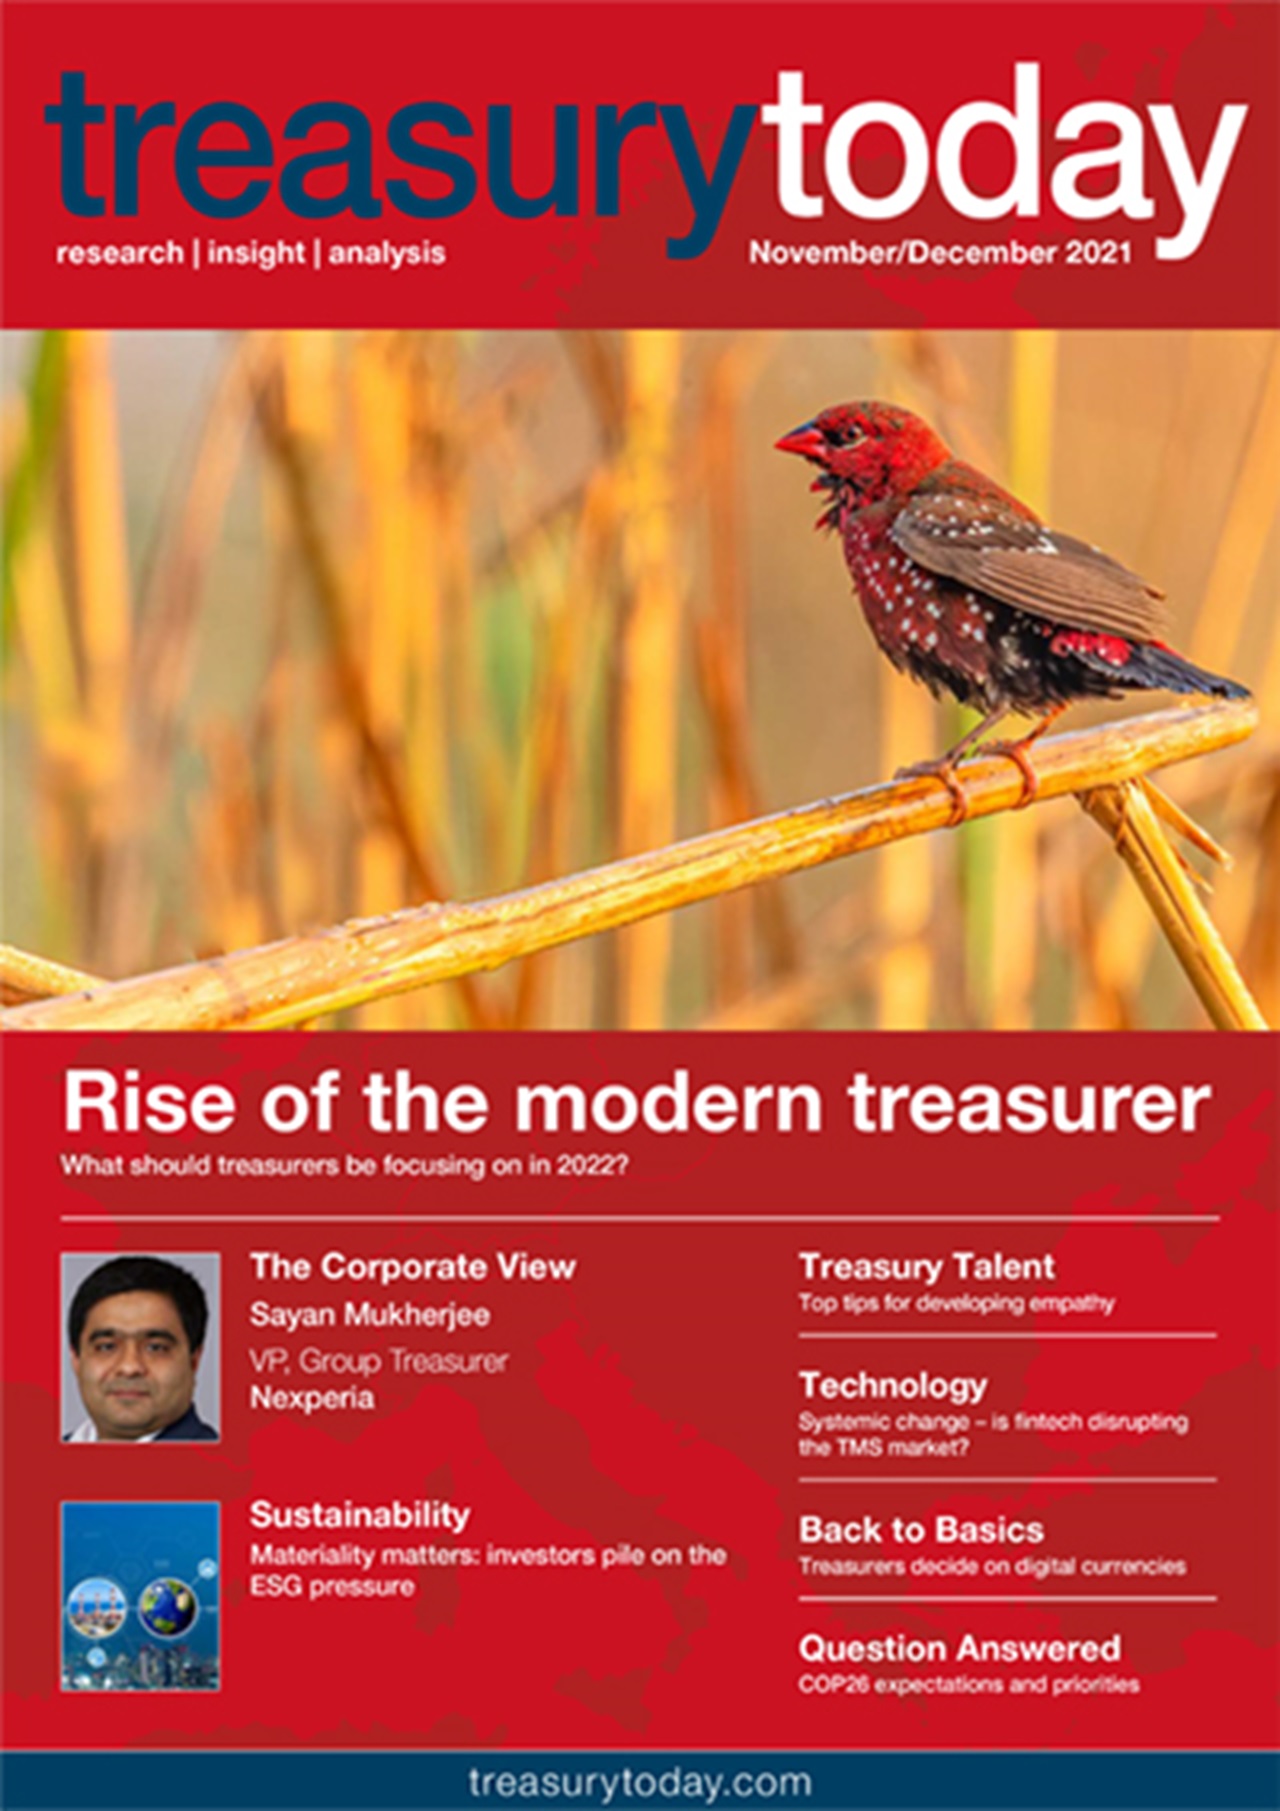 treasurytoday
research | insight | analysis
November/December 2021
Rise of the modern treasurer
What should treasurers be focusing on in 2022?
The Corporate View
Sayan Mukherjee
VP, Group Treasurer
Nexperia
Sustainability
Materiality matters: investors pile on the
ESG pressure
Treasury Talent
Top tips for developing empathy
Technology
Systemic change – is fintech disrupting
the TMS market?
Back to Basics
Treasurers decide on digital currencies
Question Answered
COP26 expectations and priorities
treasurytoday.com